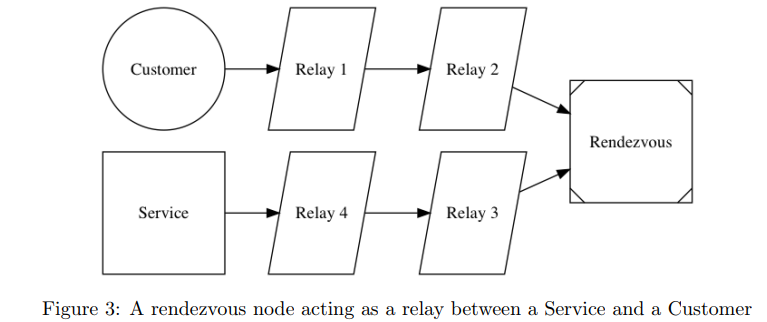 Customer
Relay 1
Relay 2
Rendezvous
Service
Relay 4
Relay 3
Figure 3: A rendezvous node acting as a relay between a Service and a Customer